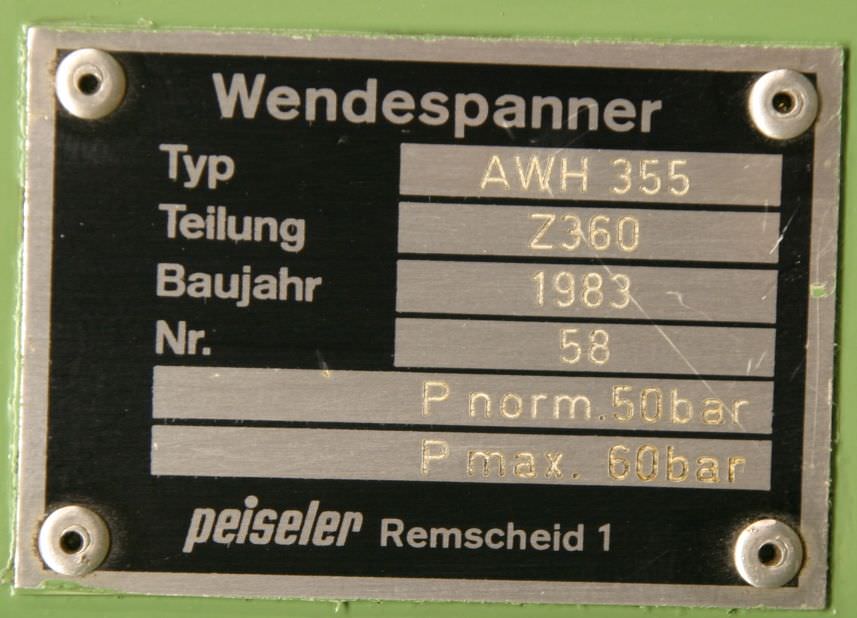 Wendespanner
Typ AWH 355
Teilung Z360
Baujahr 1983
Nr. 58
P norm.50bar
P max. 60bar
peiseler Remscheid 1